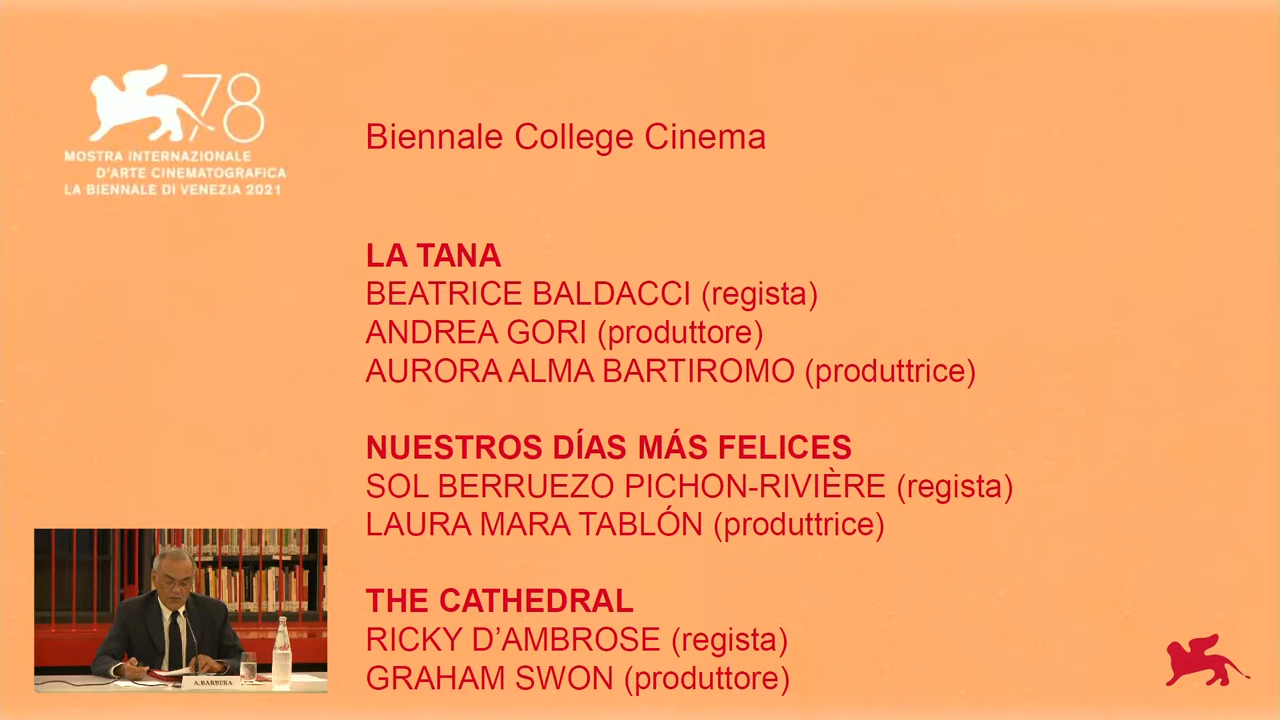 78
MOSTRA INTERNAZIONALE
D'ARTE CINEMATOGRAFICA
LA BIENNALE DI VENEZIA 2021
Biennale College Cinema
LA TANA
BEATRICE BALDACCI (regista)
ANDREA GORI (produttore)
AURORA ALMA BARTIROMO (produttrice)
NUESTROS DÍAS MÁS FELICES
SOL BERRUEZO PICHON-RIVIÈRE (regista)
LAURA MARA TABLÓN (produttrice)
THE CATHEDRAL
RICKY D’AMBROSE (regista)
GRAHAM SWON (produttore)
A.BARBERA